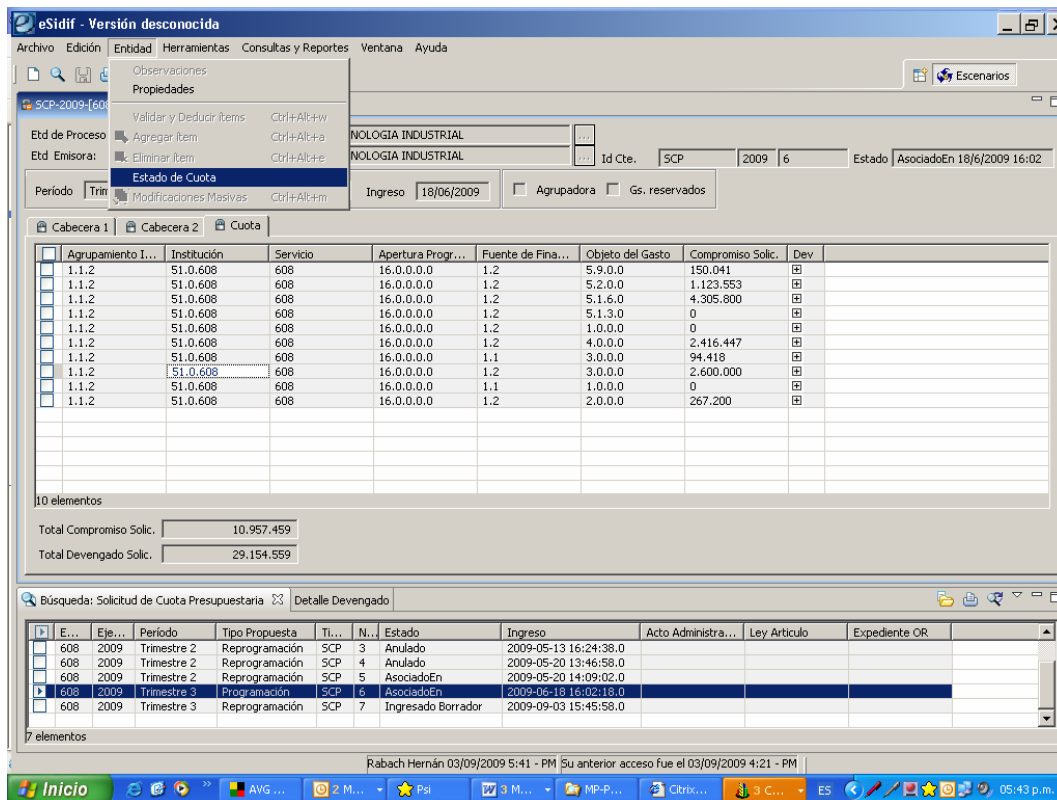 eSidif - Versión desconocida
Archivo Edición Entidad Herramientas Consultas y Reportes Ventana Ayuda
Escenarios
Observaciones
Propiedades
Validar y Deducir ítems Ctrl+Alt+w
Agregar ítem Ctrl+Alt+a
Eliminar ítem Ctrl+Alt+e
Estado de Cuota
Modificaciones Masivas Ctrl+Alt+m
SCP-2009-[608
Etd de Proceso NOLOGIA INDUSTRIAL ...
Etd Emisora: NOLOGIA INDUSTRIAL ... Id Cte. SCP 2009 6 Estado AsociadoEn 18/6/2009 16:02
Período Trim Ingreso 18/06/2009 Agrupadora Gs. reservados
Cabecera 1 Cabecera 2 Cuota
Agrupamiento I... Institución Servicio Apertura Progr... Fuente de Fina... Objeto del Gasto Compromiso Solic. Dev
1.1.2 51.0.608 608 16.0.0.0.0 1.2 5.9.0.0 150.041
1.1.2 51.0.608 608 16.0.0.0.0 1.2 5.2.0.0 1.123.553
1.1.2 51.0.608 608 16.0.0.0.0 1.2 5.1.6.0 4.305.800
1.1.2 51.0.608 608 16.0.0.0.0 1.2 5.1.3.0 0
1.1.2 51.0.608 608 16.0.0.0.0 1.2 1.0.0.0 0
1.1.2 51.0.608 608 16.0.0.0.0 1.2 4.0.0.0 2.416.447
1.1.2 51.0.608 608 16.0.0.0.0 1.1 3.0.0.0 94.418
1.1.2 51.0.608 608 16.0.0.0.0 1.2 3.0.0.0 2.600.000
1.1.2 51.0.608 608 16.0.0.0.0 1.1 1.0.0.0 0
1.1.2 51.0.608 608 16.0.0.0.0 1.2 2.0.0.0 267.200
10 elementos
Total Compromiso Solic. 10.957.459
Total Devengado Solic. 29.154.559
Búsqueda: Solicitud de Cuota Presupuestaria Detalle Devengado
E... Eje... Período Tipo Propuesta Ti... N... Estado Ingreso Acto Administra... Ley Articulo Expediente OR
608 2009 Trimestre 2 Reprogramación SCP 3 Anulado 2009-05-13 16:24:38.0
608 2009 Trimestre 2 Reprogramación SCP 4 Anulado 2009-05-20 13:46:58.0
608 2009 Trimestre 2 Reprogramación SCP 5 AsociadoEn 2009-05-20 14:09:02.0
608 2009 Trimestre 3 Programación SCP 6 AsociadoEn 2009-06-18 16:02:18.0
608 2009 Trimestre 3 Reprogramación SCP 7 Ingresado Borrador 2009-09-03 15:45:58.0
7 elementos
Rabach Hernán 03/09/2009 5:41 - PM Su anterior acceso fue el 03/09/2009 4:21 - PM
Inicio AVG ... 2 M... Psi 3 M... MP-P... Citrix... 3 C... ES 05:43 p.m.